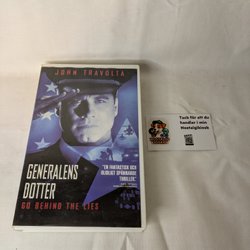 JOHN TRAVOLTA
"EN FANTASTISK OCH
OLIDLIGT SPÄNNANDE
THRILLER."
GENERALENS
DOTTER
GO BEHIND THE LIES
Tack för att du
handlar i min
Nostalgikiosk